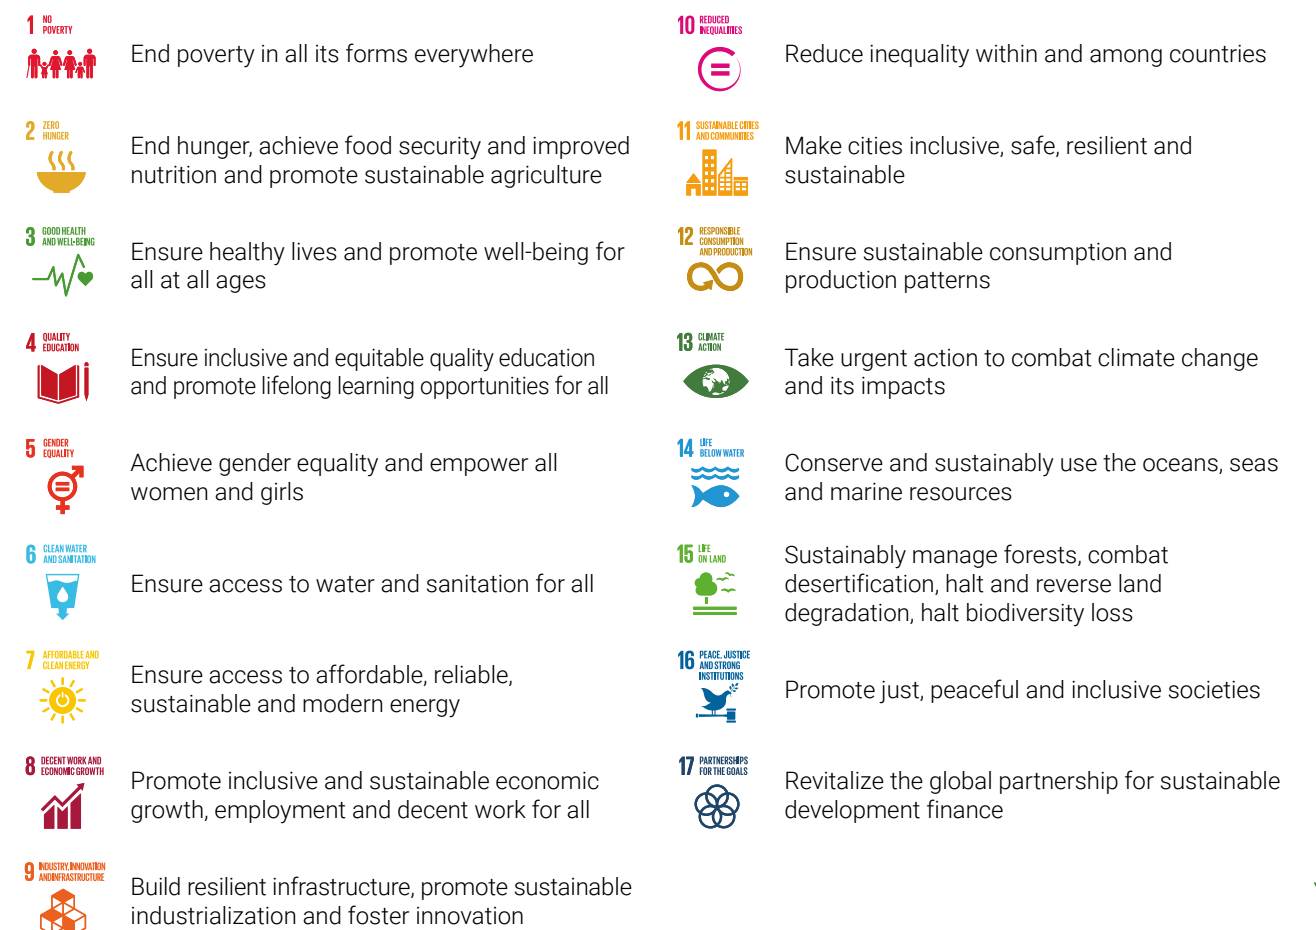 1 NO
POVERTY
End poverty in all its forms everywhere
2 ZERO
HUNGER
End hunger, achieve food security and improved
nutrition and promote sustainable agriculture
3 GOOD HEALTH
AND WELL-BEING
Ensure healthy lives and promote well-being for
all at all ages
4 QUALITY
EDUCATION
Ensure inclusive and equitable quality education
and promote lifelong learning opportunities for all
5 GENDER
EQUALITY
Achieve gender equality and empower all
women and girls
6 CLEAN WATER
AND SANITATION
Ensure access to water and sanitation for all
7 AFFORDABLE AND
CLEAN ENERGY
Ensure access to affordable, reliable,
sustainable and modern energy
8 DECENT WORK AND
ECONOMIC GROWTH
Promote inclusive and sustainable economic
growth, employment and decent work for all
9 INDUSTRY, INNOVATION
AND INFRASTRUCTURE
Build resilient infrastructure, promote sustainable
industrialization and foster innovation
10 REDUCED
INEQUALITIES
Reduce inequality within and among countries
11 SUSTAINABLE CITIES
AND COMMUNITIES
Make cities inclusive, safe, resilient and
sustainable
12 RESPONSIBLE
CONSUMPTION
AND PRODUCTION
Ensure sustainable consumption and
production patterns
13 CLIMATE
ACTION
Take urgent action to combat climate change
and its impacts
14 LIFE
BELOW WATER
Conserve and sustainably use the oceans, seas
and marine resources
15 LIFE
ON LAND
Sustainably manage forests, combat
desertification, halt and reverse land
degradation, halt biodiversity loss
16 PEACE, JUSTICE
AND STRONG
INSTITUTIONS
Promote just, peaceful and inclusive societies
17 PARTNERSHIPS
FOR THE GOALS
Revitalize the global partnership for sustainable
development finance